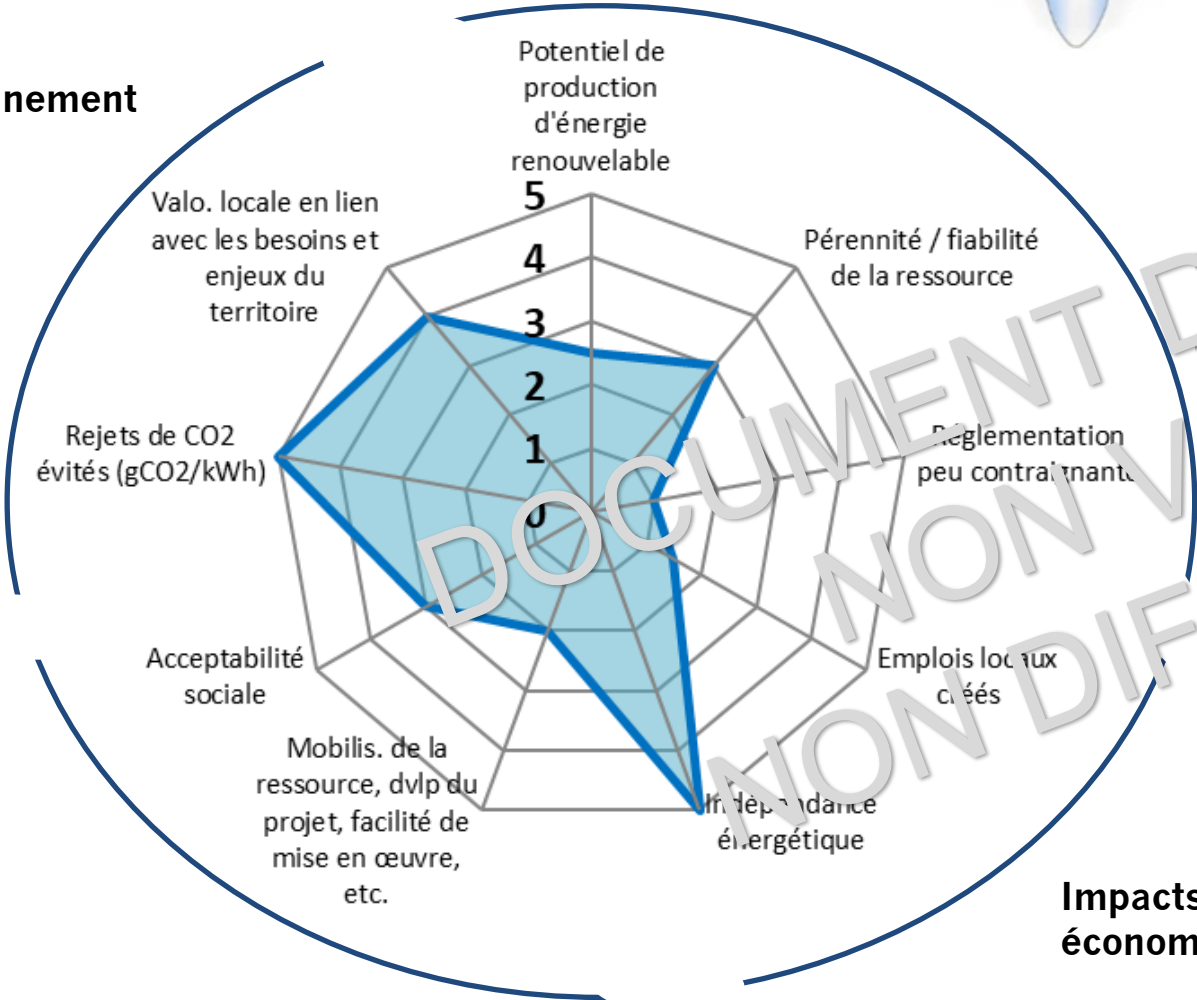 nement
Potentiel de
production
d'énergie
renouvelable
Valo. locale en lien
avec les besoins et
enjeux du
territoire
Pérennité / fiabilité
de la ressource
5
4
3
2
1
0
Rejets de CO2
évités (gCO2/kWh)
Réglementation
peu contraignante
Acceptabilité
sociale
Emplois locaux
créés
Mobilis. de la
ressource, dvlp du
projet, facilité de
mise en œuvre,
etc.
Indépendance
énergétique
Impacts
économ
DOCUMENT D
NON V
NON DIF